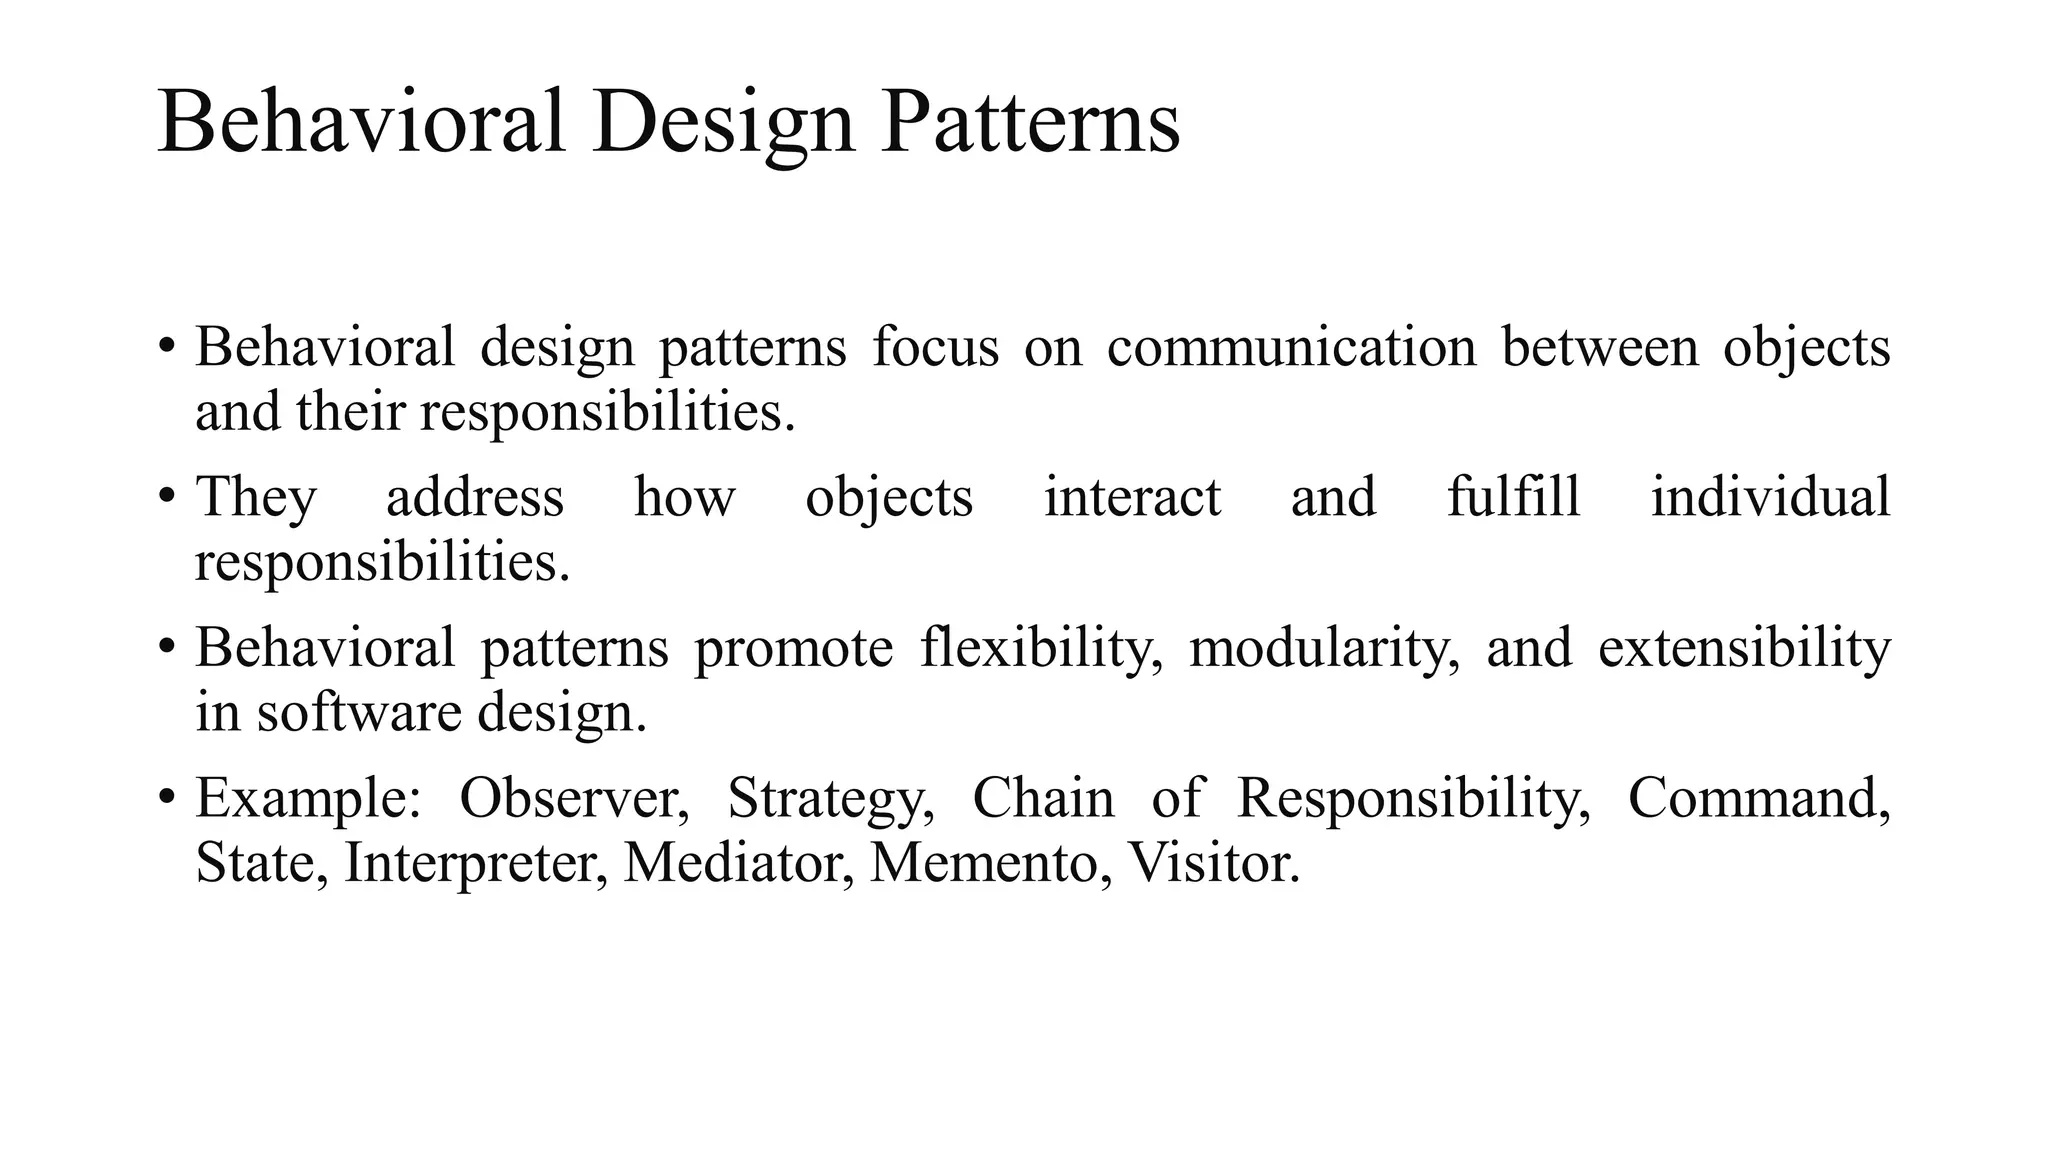 Behavioral Design Patterns
• Behavioral design patterns focus on communication between objects
and their responsibilities.
• They address how objects interact and fulfill individual
responsibilities.
• Behavioral patterns promote flexibility, modularity, and extensibility
in software design.
• Example: Observer, Strategy, Chain of Responsibility, Command,
State, Interpreter, Mediator, Memento, Visitor.